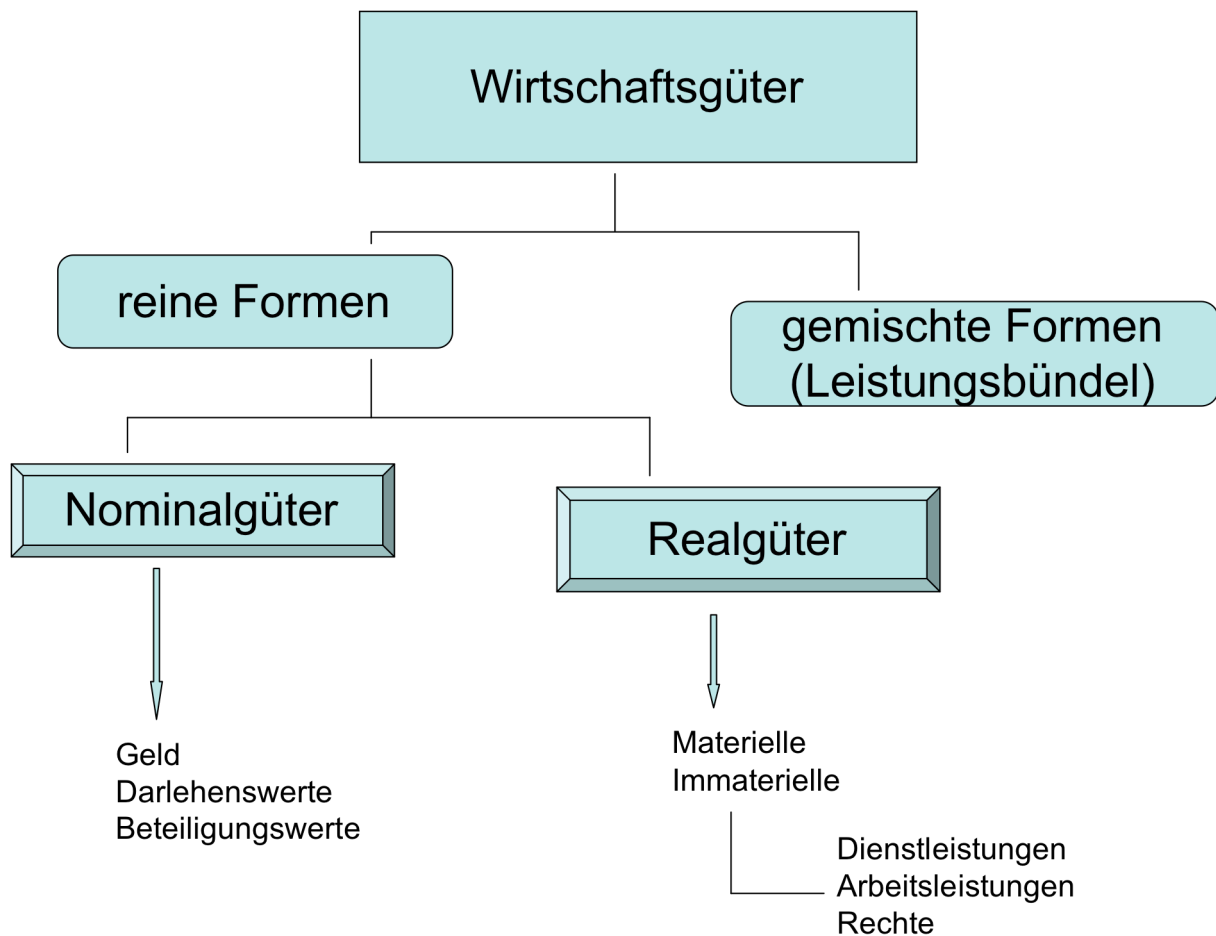 Wirtschaftsgüter
reine Formen
gemischte Formen
(Leistungsbündel)
Nominalgüter
Realgüter
Geld
Darlehenswerte
Beteiligungswerte
Materielle
Immaterielle
Dienstleistungen
Arbeitsleistungen
Rechte